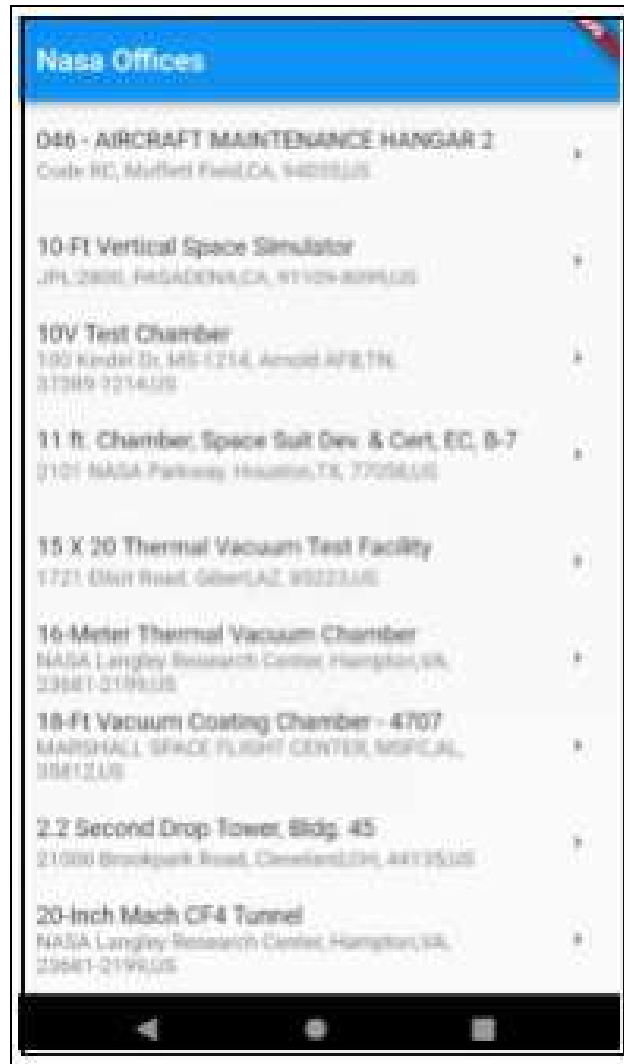 Nasa Offices
046 - AIRCRAFT MAINTENANCE HANGAR 2
Code RC, Moffett Field,CA, 94035,US
10-Ft Vertical Space Simulator
JPL 2800, PASADENA,CA, 91109-8099,US
10V Test Chamber
100 Kindel Dr, MS-1214, Arnold AFB,TN,
37389-1214,US
11 ft. Chamber, Space Suit Dev. & Cert, EC, B-7
2101 NASA Parkway, Houston,TX, 77058,US
15 X 20 Thermal Vacuum Test Facility
1721 Elliot Road, Gilbert,AZ,
16-Meter Thermal Vacuum Chamber
NASA Langley Research Center, Hampton,VA,
23681-2199,US
18-Ft Vacuum Coating Chamber - 4707
MARSHALL SPACE FLIGHT CENTER, MSFC,AL,
35812,US
2.2 Second Drop Tower, Bldg. 45
21000 Brookpark Road, Cleveland,OH, 44135,US
20-Inch Mach CF4 Tunnel
NASA Langley Research Center, Hampton,VA,
23681-2199,US